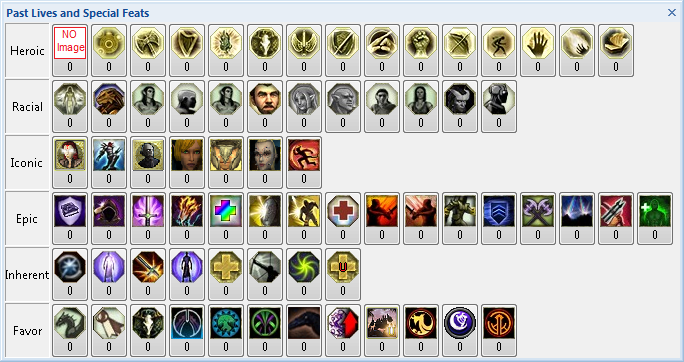 Past Lives and Special Feats
NO
Image
Heroic
0 0 0 0 0 0 0 0 0 0 0 0 0 0 0
Racial
0 0 0 0 0 0 0 0 0 0 0 0
Iconic
0 0 0 0 0 0 0
Epic
0 0 0 0 0 0 0 0 0 0 0 0 0 0 0 0
Inherent
U
0 0 0 0 0 0 0 0
Favor
0 0 0 0 0 0 0 0 0 0 0 0